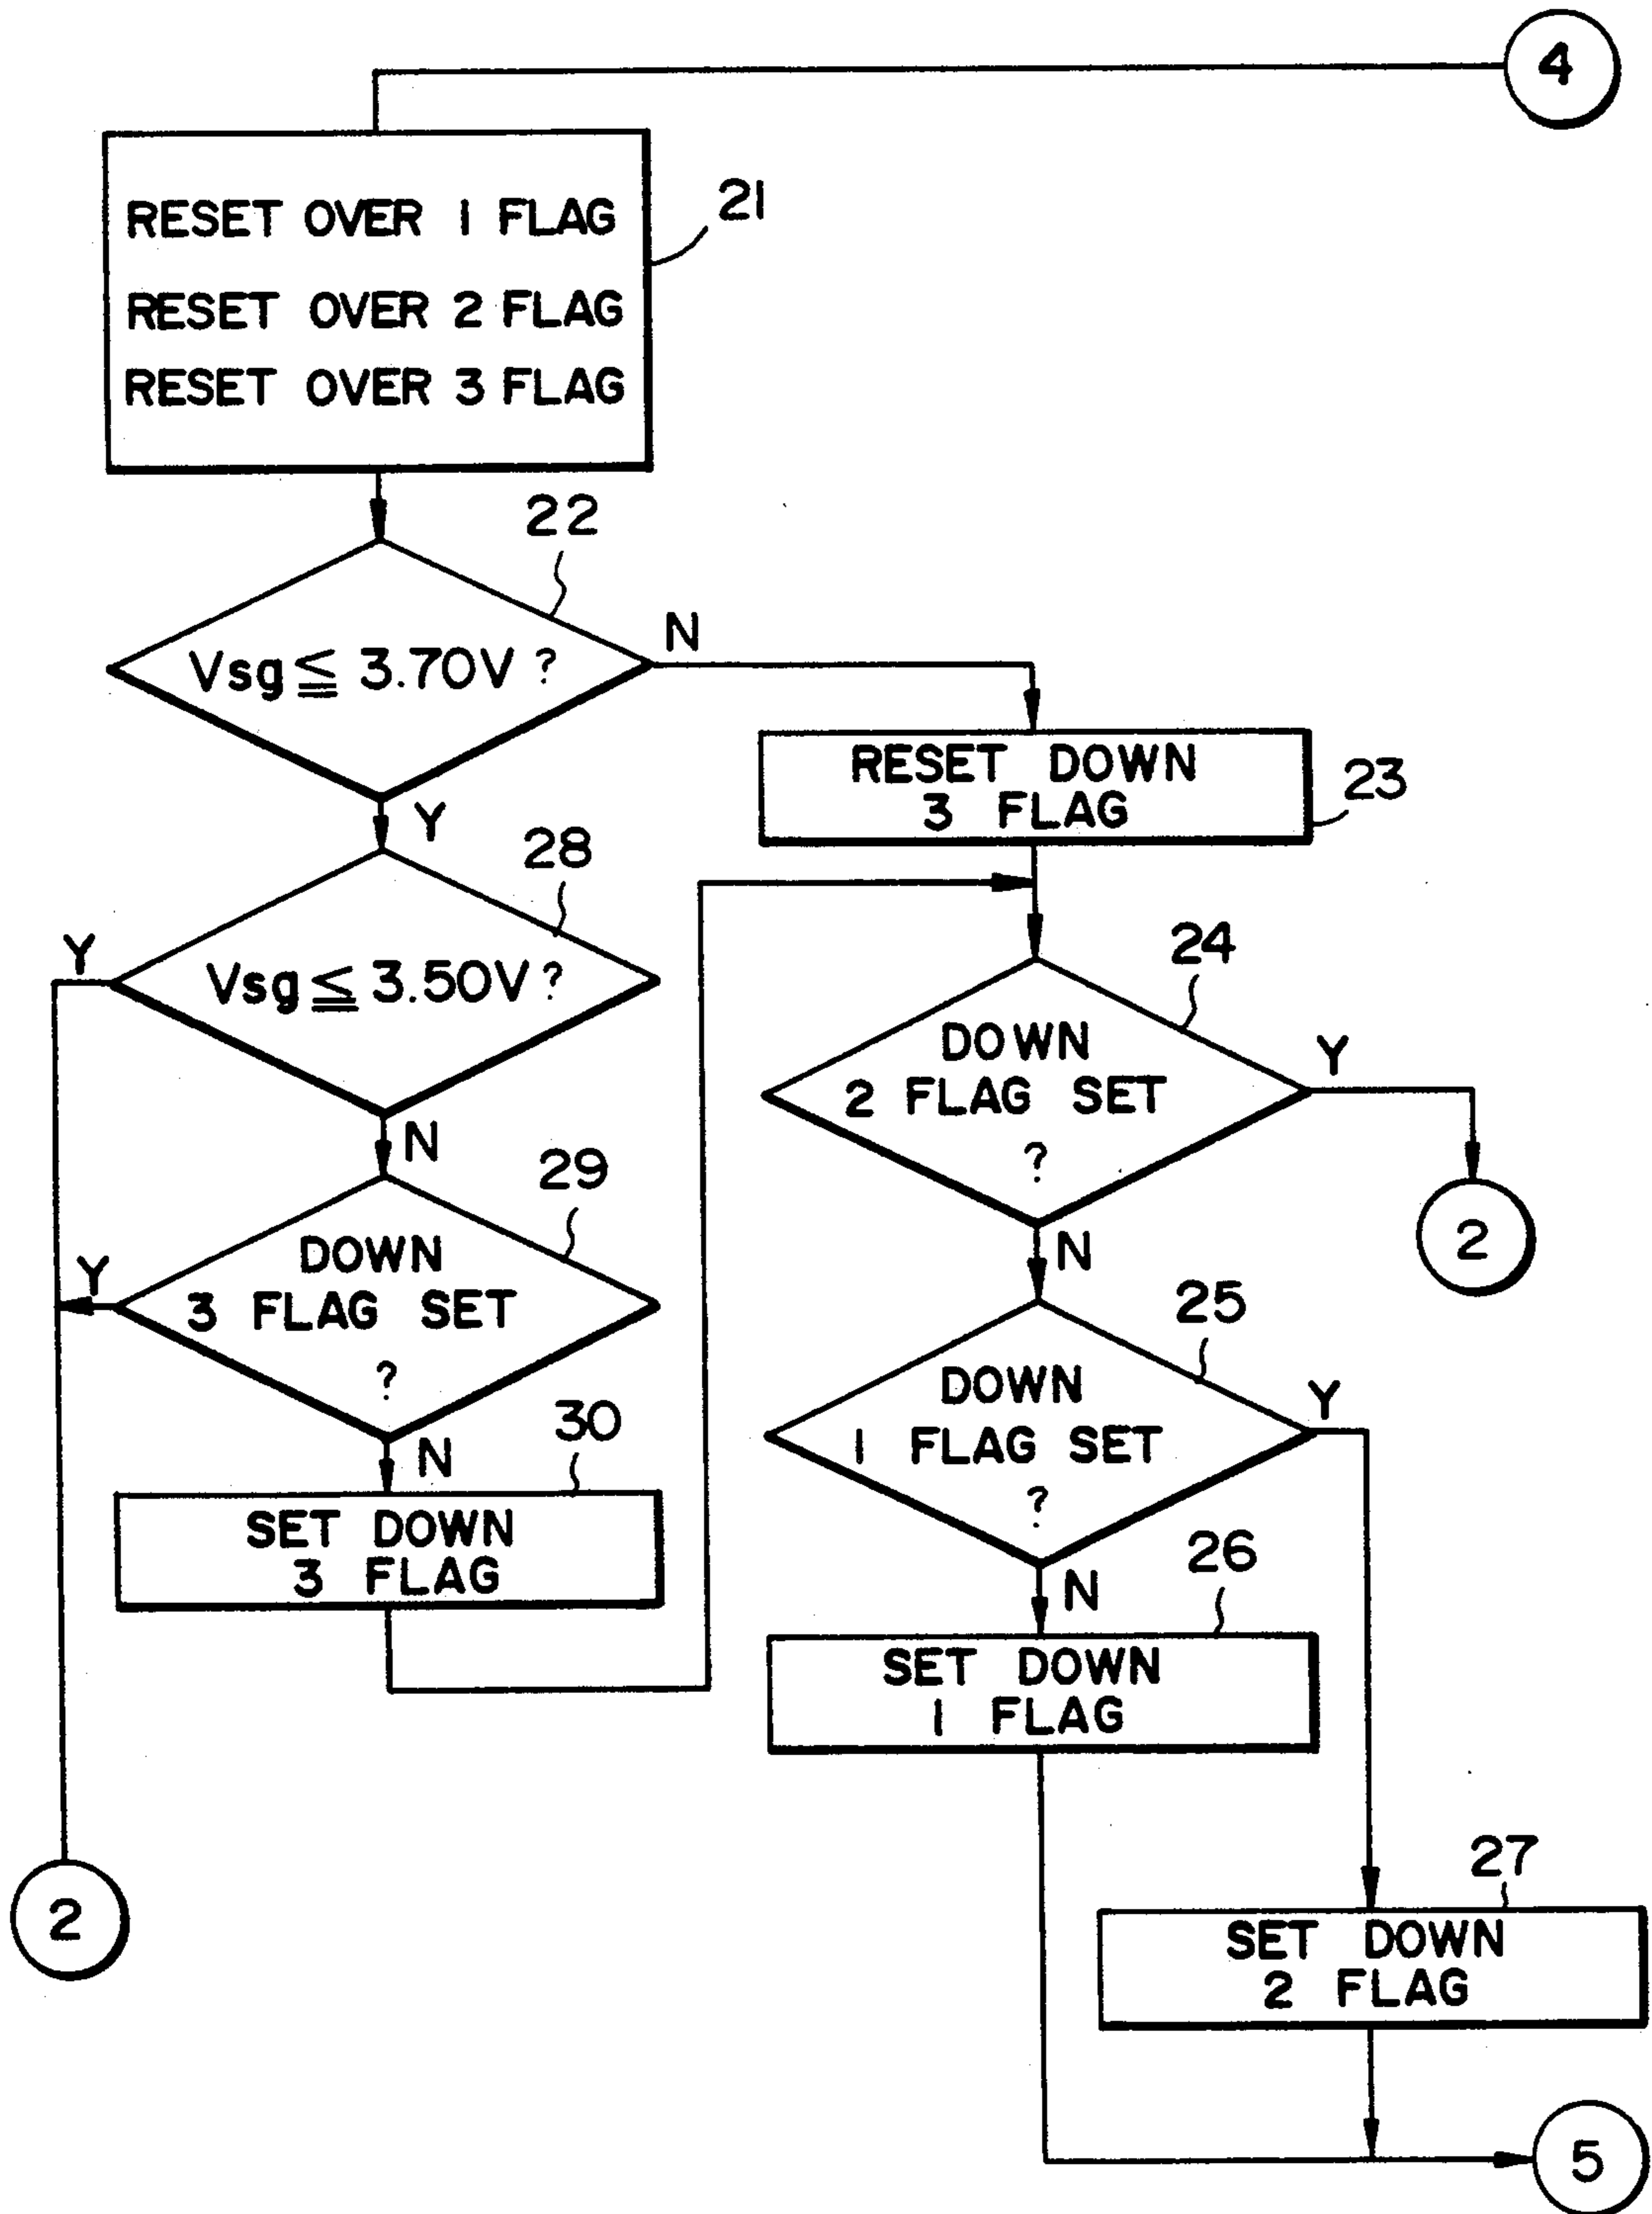 4
RESET OVER 1 FLAG
21
RESET OVER 2 FLAG
RESET OVER 3 FLAG
22
Vsg ≦ 3.70V ?
N
RESET DOWN
3 FLAG
23
Y
28
Y
Vsg ≦ 3.50V ?
24
DOWN
2 FLAG SET
?
Y
N
29
DOWN
3 FLAG SET
?
Y
2
N
25
DOWN
1 FLAG SET
?
Y
30
N
SET DOWN
3 FLAG
26
N
SET DOWN
1 FLAG
27
2
SET DOWN
2 FLAG
5